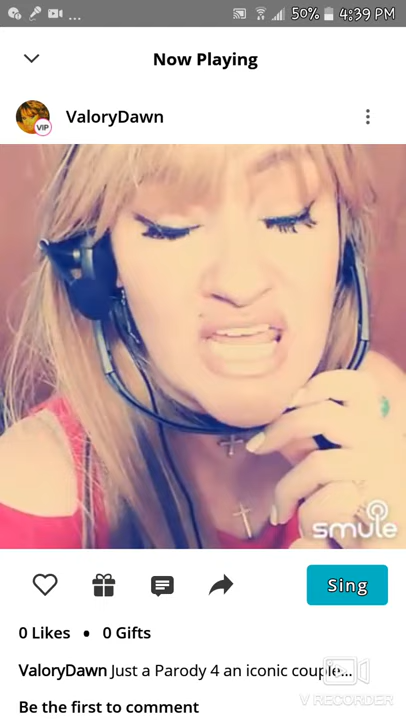 50% 4:39 PM
Now Playing
ValoryDawn
VIP
smule
Sing
0 Likes • 0 Gifts
ValoryDawn Just a Parody 4 an iconic couple...
V RECORDER
Be the first to comment